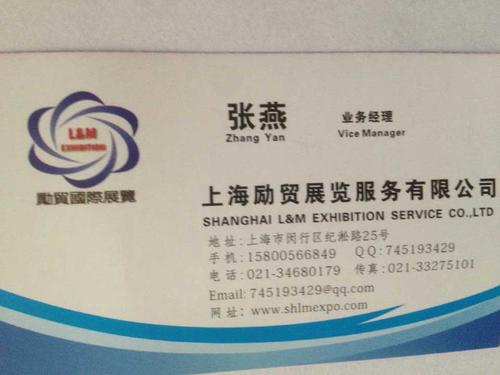 L&M
EXHIBITION
勵貿國際展覽
张燕 业务经理
Zhang Yan Vice Manager
上海励贸展览服务有限公司
SHANGHAI L&M EXHIBITION SERVICE CO.,LTD
地址:上海市闵行区纪淞路25号
手机:15800566849 QQ:745193429
电话:021-34680179 传真:021-33275101
Email:745193429@qq.com
网址: www.shlmexpo.com